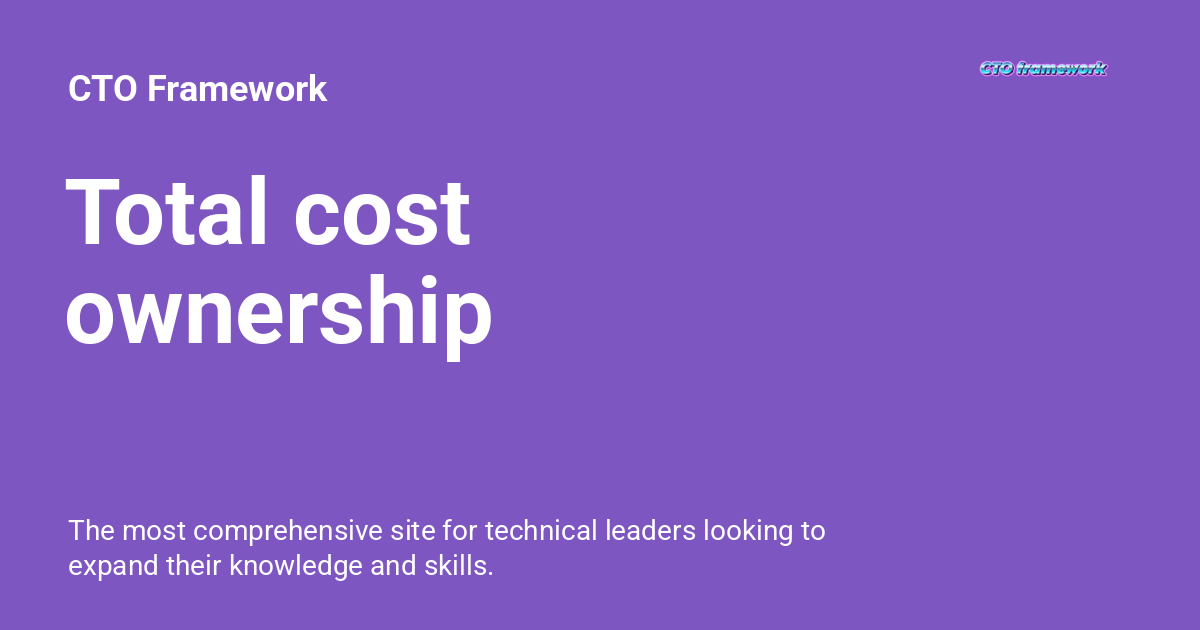 CTO Framework
CTO framework
Total cost
ownership
The most comprehensive site for technical leaders looking to
expand their knowledge and skills.